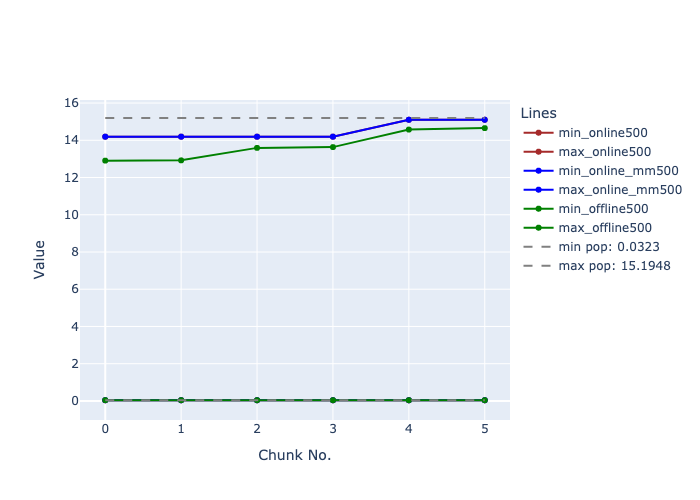 16
14
12
10
8
6
4
2
0
Value
0 1 2 3 4 5
Chunk No.
Lines
min_online500
max_online500
min_online_mm500
max_online_mm500
min_offline500
max_offline500
min pop: 0.0323
max pop: 15.1948